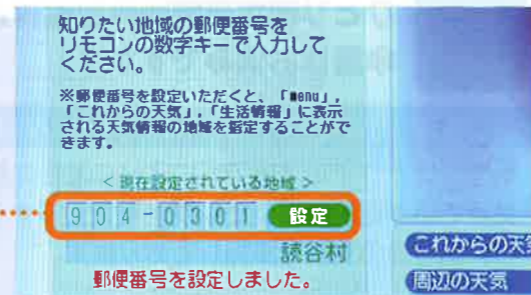 知りたい地域の郵便番号を
リモコンの数字キーで入力して
ください。
※郵便番号を設定いただくと、「menu」,
「これからの天気」,「生活情報」に表示
される天気情報の地域を指定することがで
きます。
＜現在設定されている地域＞
904-0301 設定
読谷村
郵便番号を設定しました。
これからの天気
周辺の天気